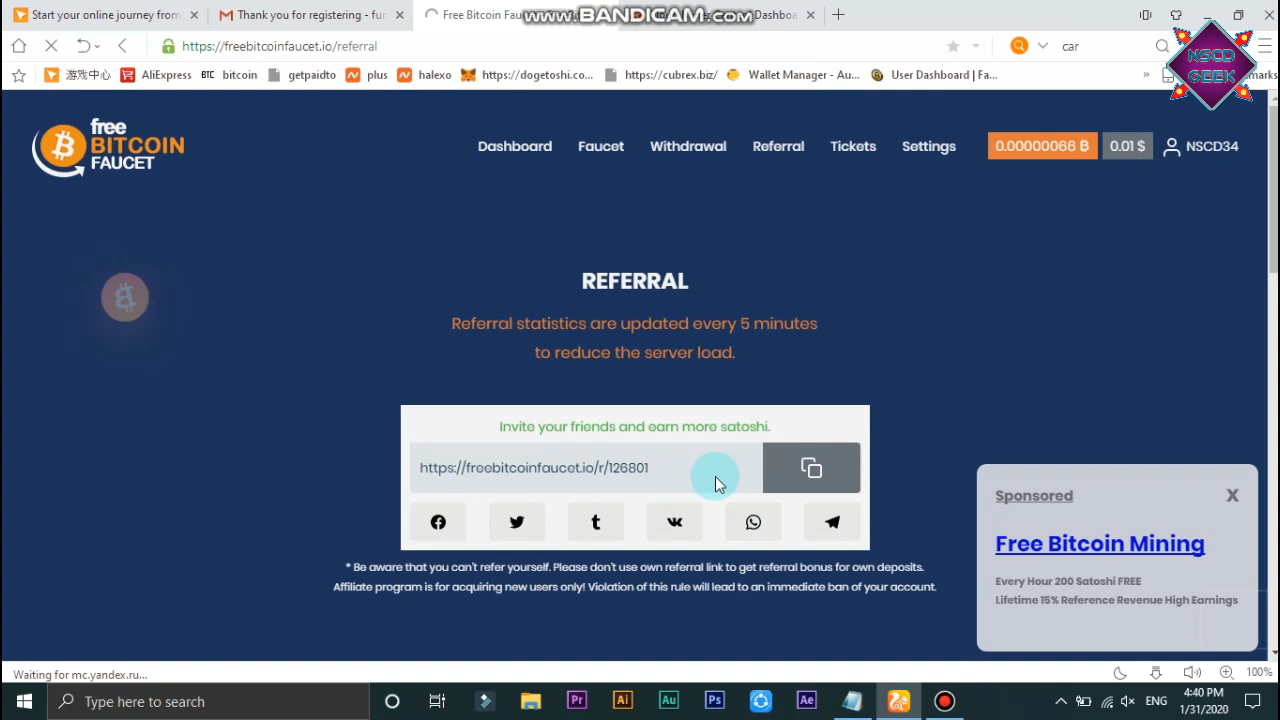 www.BANDICAM.com
Start your online journey from
Thank you for registering - fur
Free Bitcoin Fau
Dashboa
https://freebitcoinfaucet.io/referral
car
游戏中心
AliExpress
BTC bitcoin
getpaidto
plus
halexo
https://dogetoshi.co...
https://cubrex.biz/
Wallet Manager - Au...
User Dashboard | Fa...
»
marks
NSCD
GEEK
free
BITCOIN
FAUCET
Dashboard
Faucet
Withdrawal
Referral
Tickets
Settings
0.00000066 ₿
0.01 $
NSCD34
REFERRAL
Referral statistics are updated every 5 minutes
to reduce the server load.
Invite your friends and earn more satoshi.
https://freebitcoinfaucet.io/r/126801
* Be aware that you can't refer yourself. Please don't use own referral link to get referral bonus for own deposits.
Affiliate program is for acquiring new users only! Violation of this rule will lead to an immediate ban of your account.
Sponsored
X
Free Bitcoin Mining
Every Hour 200 Satoshi FREE
Lifetime 15% Reference Revenue High Earnings
Waiting for mc.yandex.ru...
100%
Type here to search
Pr
Ai
Au
Ps
Ae
ENG
4:40 PM
1/31/2020